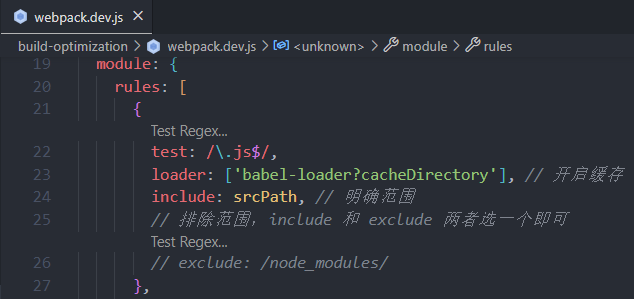 webpack.dev.js ×
build-optimization > webpack.dev.js > <unknown> > module > rules
19 module: {
20 rules: [
21 {
Test Regex...
22 test: /\.js$/,
23 loader: ['babel-loader?cacheDirectory'], // 开启缓存
24 include: srcPath, // 明确范围
25 // 排除范围，include 和 exclude 两者选一个即可
Test Regex...
26 // exclude: /node_modules/
27 },